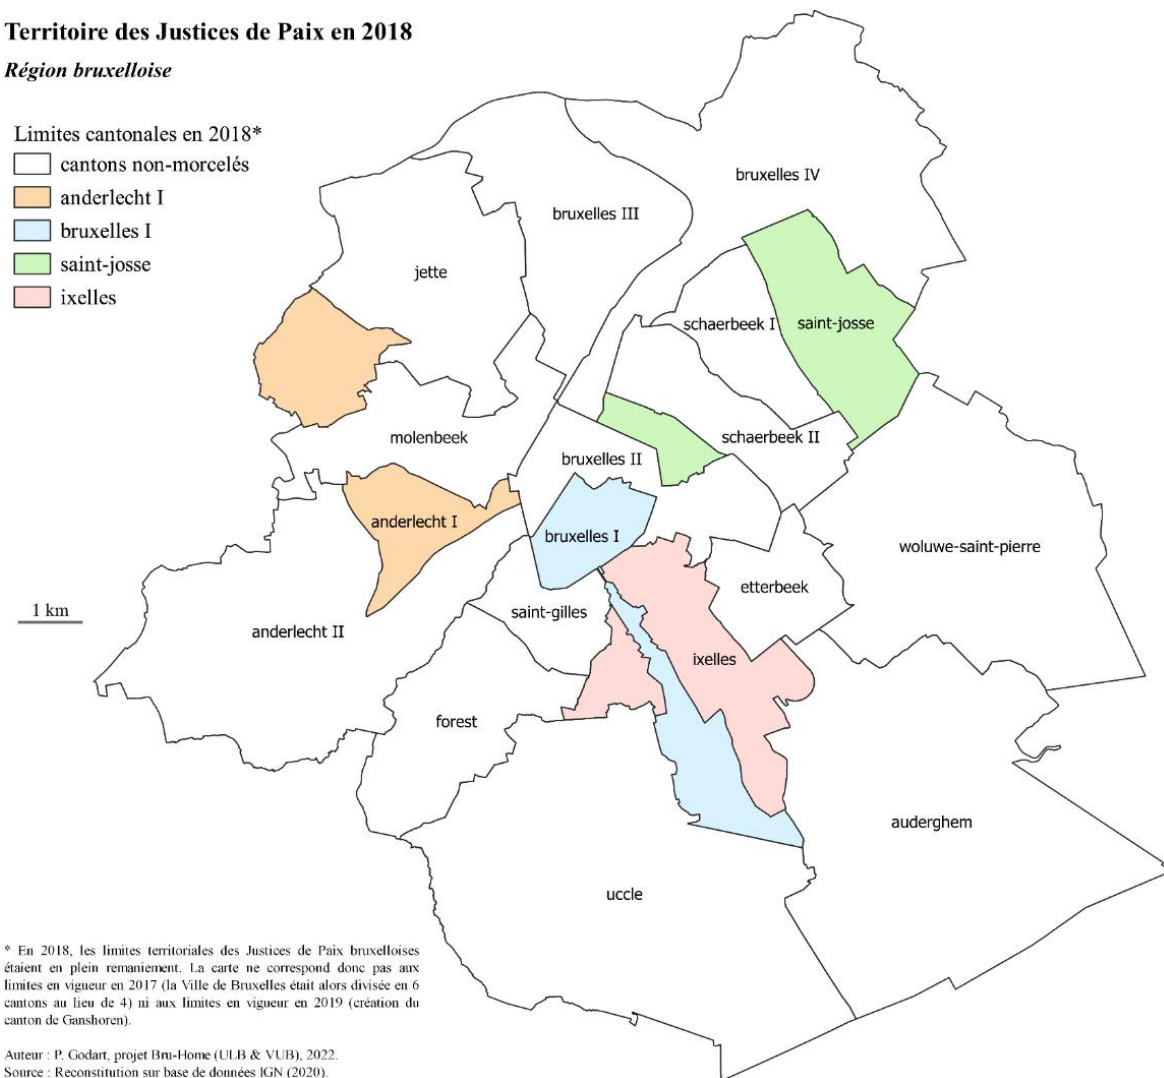 Territoire des Justices de Paix en 2018
Région bruxelloise
Limites cantonales en 2018*
cantons non-morcelés
anderlecht I
bruxelles I
saint-josse
ixelles
bruxelles IV
bruxelles III
jette
schaerbeek I
saint-josse
molenbeek
schaerbeek II
bruxelles II
anderlecht I
bruxelles I
woluwe-saint-pierre
etterbeek
1 km
saint-gilles
anderlecht II
ixelles
forest
auderghem
uccle
* En 2018, les limites territoriales des Justices de Paix bruxelloises
étaient en plein remaniement. La carte ne correspond donc pas aux
limites en vigueur en 2017 (la Ville de Bruxelles était alors divisée en 6
cantons au lieu de 4) ni aux limites en vigueur en 2019 (création du
canton de Ganshoren).
Auteur : P. Godart, projet Bru-Home (ULB & VUB), 2022.
Source : Reconstitution sur base de données IGN (2020).